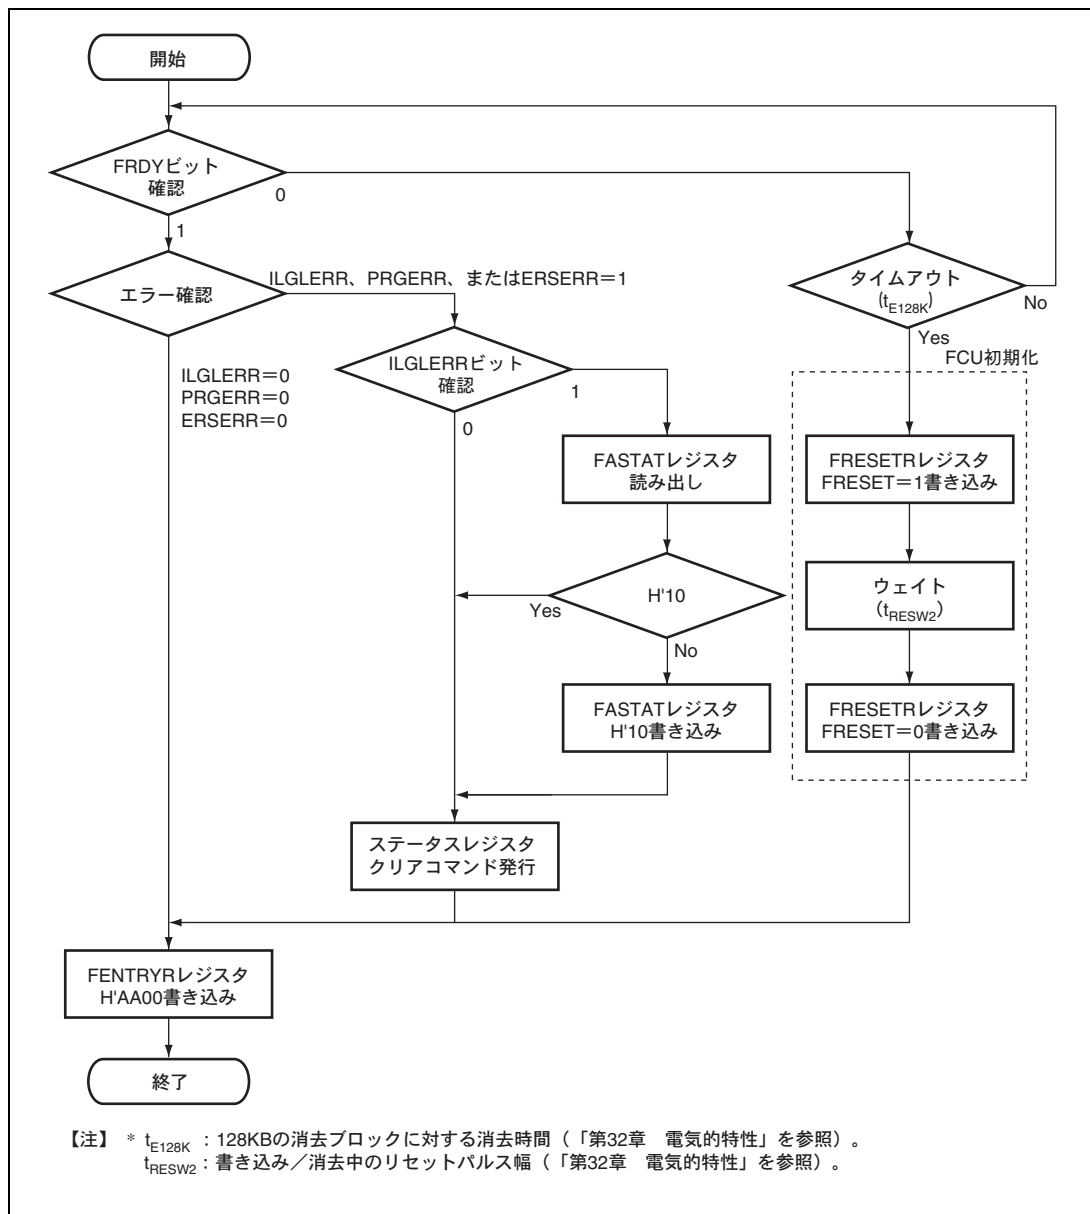 開始
FRDYビット
確認
0
1
エラー確認
ILGLERR、PRGERR、またはERSERR＝1
タイムアウト
(tE128K)
No
Yes
FCU初期化
ILGLERR＝0
PRGERR＝0
ERSERR＝0
ILGLERRビット
確認
1
0
FASTATレジスタ
読み出し
FRESETRレジスタ
FRESET＝1書き込み
H'10
Yes
No
ウェイト
(tRESW2)
FASTATレジスタ
H'10書き込み
FRESETRレジスタ
FRESET＝0書き込み
ステータスレジスタ
クリアコマンド発行
FENTRYRレジスタ
H'AA00書き込み
終了
【注】 * tE128K ：128KBの消去ブロックに対する消去時間（「第32章　電気的特性」を参照）。
tRESW2：書き込み／消去中のリセットパルス幅（「第32章　電気的特性」を参照）。